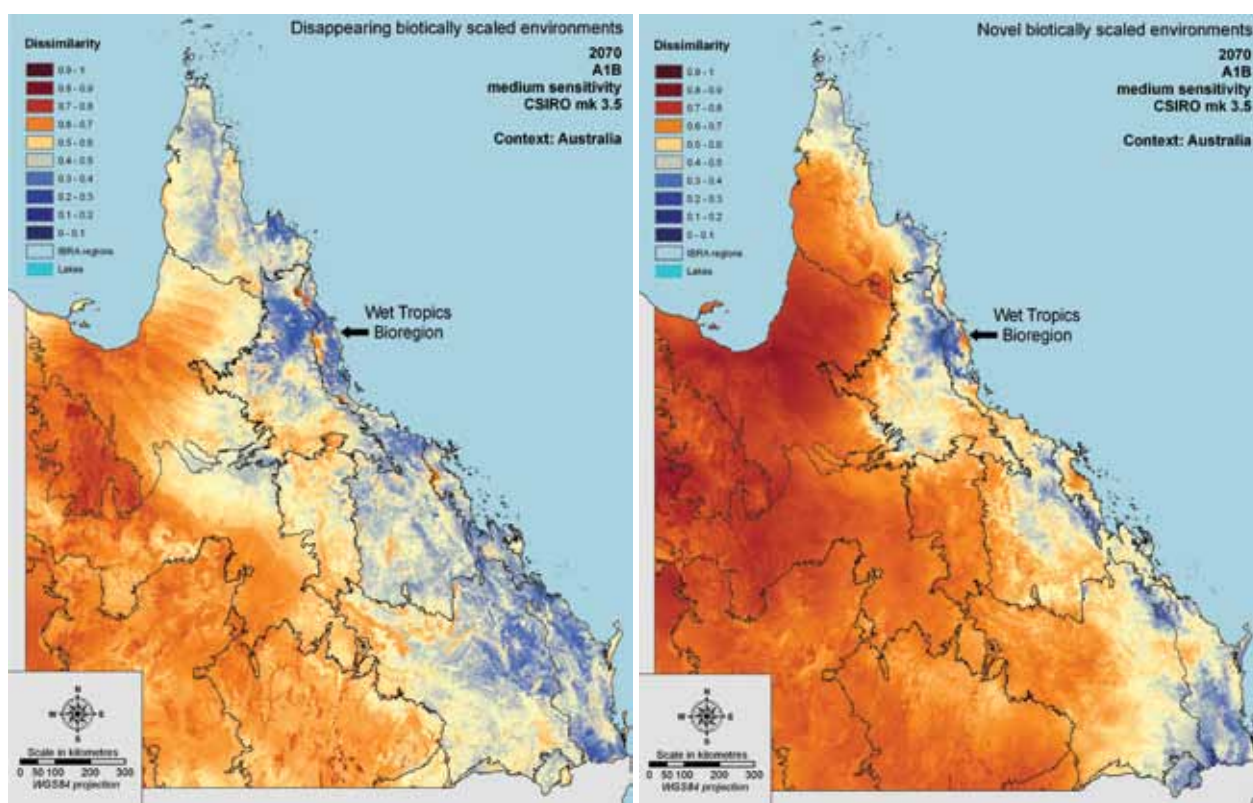 Disappearing biotically scaled environments
2070
A1B
medium sensitivity
CSIRO mk 3.5
Context: Australia
Dissimilarity
0.9 - 1
0.8 - 0.9
0.7 - 0.8
0.6 - 0.7
0.5 - 0.6
0.4 - 0.5
0.3 - 0.4
0.2 - 0.3
0.1 - 0.2
0 - 0.1
IBRA regions
Lakes
Wet Tropics
Bioregion
N
W E
S
Scale in kilometres
0 50 100 200 300
WGS84 projection
Novel biotically scaled environments
2070
A1B
medium sensitivity
CSIRO mk 3.5
Context: Australia
Dissimilarity
0.9 - 1
0.8 - 0.9
0.7 - 0.8
0.6 - 0.7
0.5 - 0.6
0.4 - 0.5
0.3 - 0.4
0.2 - 0.3
0.1 - 0.2
0 - 0.1
IBRA regions
Lakes
Wet Tropics
Bioregion
N
W E
S
Scale in kilometres
0 50 100 200 300
WGS84 projection